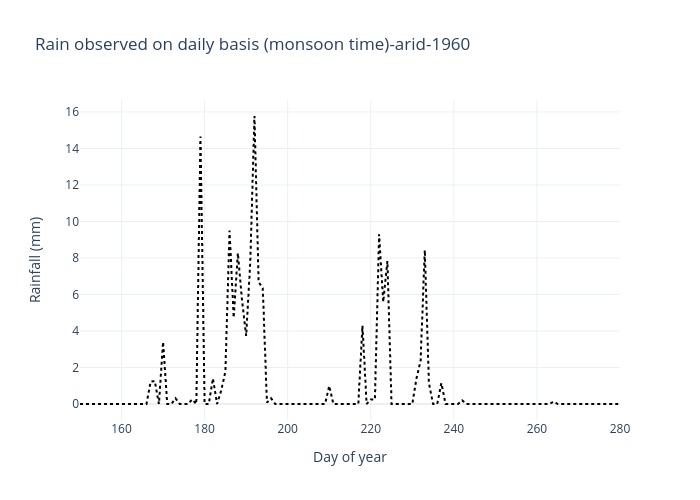 Rain observed on daily basis (monsoon time)-arid-1960
16
14
12
10
8
6
4
2
0
Rainfall (mm)
160 180 200 220 240 260 280
Day of year